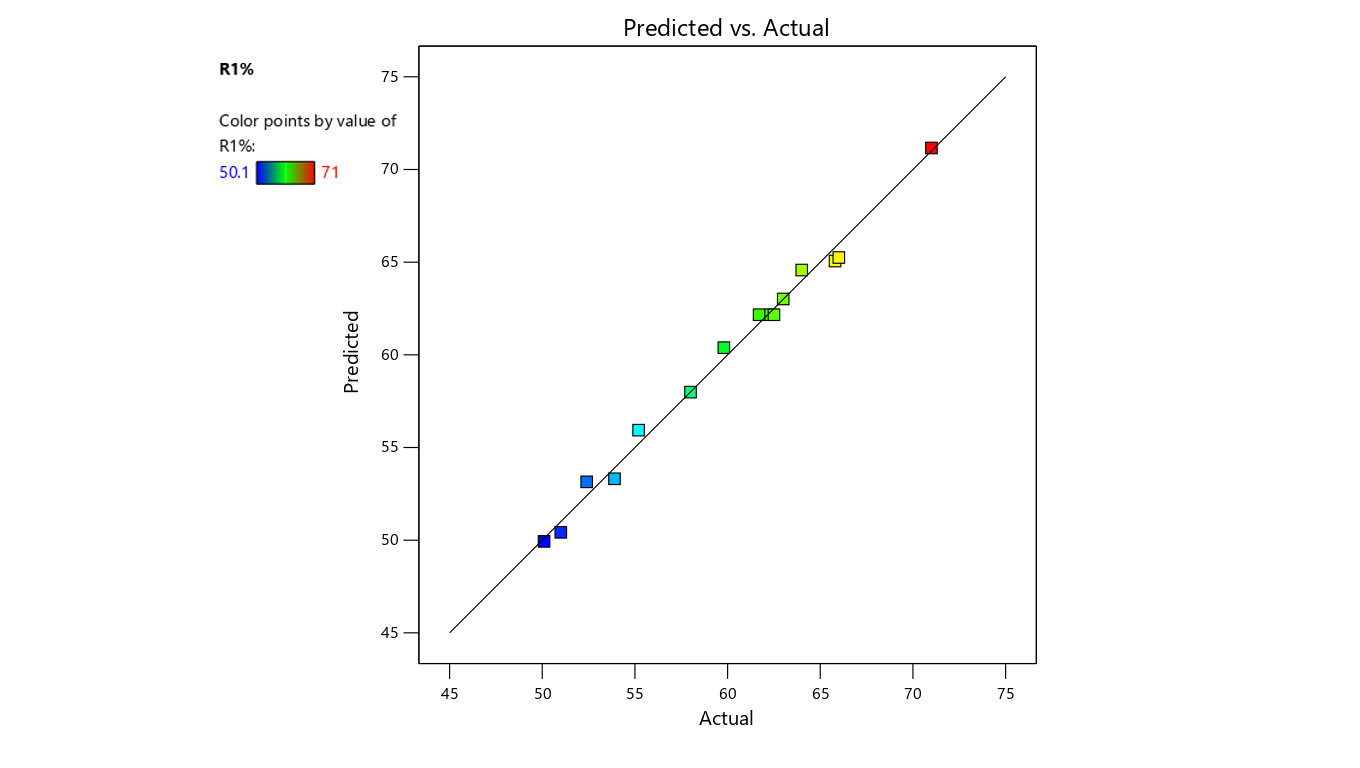 Predicted vs. Actual
R1%
Color points by value of
R1%:
50.1 71
75
70
65
60
55
50
45
Predicted
45 50 55 60 65 70 75
Actual